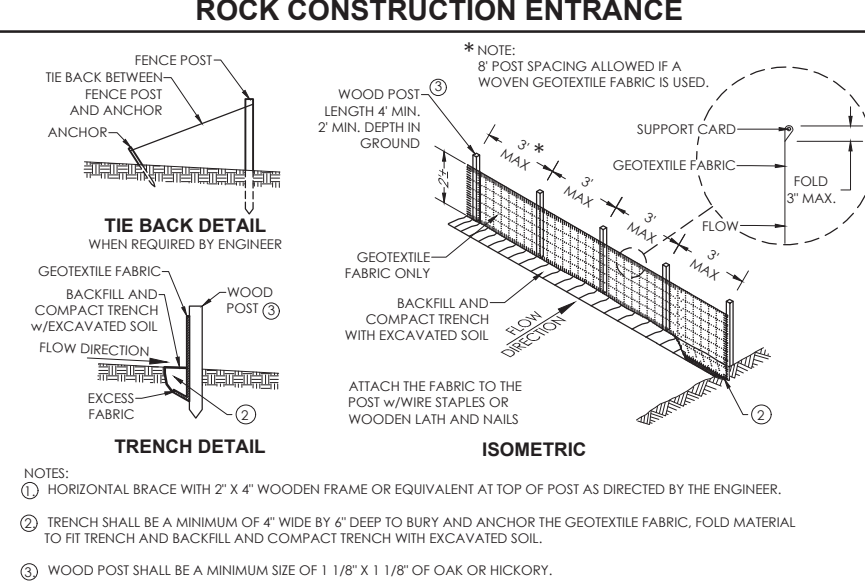 ROCK CONSTRUCTION ENTRANCE
FENCE POST
TIE BACK BETWEEN
FENCE POST
AND ANCHOR
ANCHOR
TIE BACK DETAIL
WHEN REQUIRED BY ENGINEER
GEOTEXTILE FABRIC
BACKFILL AND
COMPACT TRENCH
w/EXCAVATED SOIL
FLOW DIRECTION
WOOD
POST ③
EXCESS
FABRIC
②
TRENCH DETAIL
* NOTE:
8' POST SPACING ALLOWED IF A
WOVEN GEOTEXTILE FABRIC IS USED.
WOOD POST ③
LENGTH 4' MIN.
2' MIN. DEPTH IN
GROUND
3' *
MAX
3'
MAX
3'
MAX
3'
MAX
GEOTEXTILE
FABRIC ONLY
BACKFILL AND
COMPACT TRENCH
WITH EXCAVATED SOIL
FLOW
DIRECTION
ATTACH THE FABRIC TO THE
POST w/WIRE STAPLES OR
WOODEN LATH AND NAILS
②
ISOMETRIC
SUPPORT CARD
GEOTEXTILE FABRIC
FOLD
3" MAX.
FLOW
NOTES:
①. HORIZONTAL BRACE WITH 2" X 4" WOODEN FRAME OR EQUIVALENT AT TOP OF POST AS DIRECTED BY THE ENGINEER.
②. TRENCH SHALL BE A MINIMUM OF 4" WIDE BY 6" DEEP TO BURY AND ANCHOR THE GEOTEXTILE FABRIC, FOLD MATERIAL
TO FIT TRENCH AND BACKFILL AND COMPACT TRENCH WITH EXCAVATED SOIL.
③. WOOD POST SHALL BE A MINIMUM SIZE OF 1 1/8" X 1 1/8" OF OAK OR HICKORY.